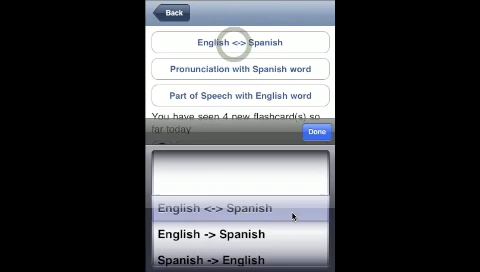 Back
English <-> Spanish
Pronunciation with Spanish word
Part of Speech with English word
You have seen 4 new flashcard(s) so
far today
Done
English <-> Spanish
English -> Spanish
Spanish -> English